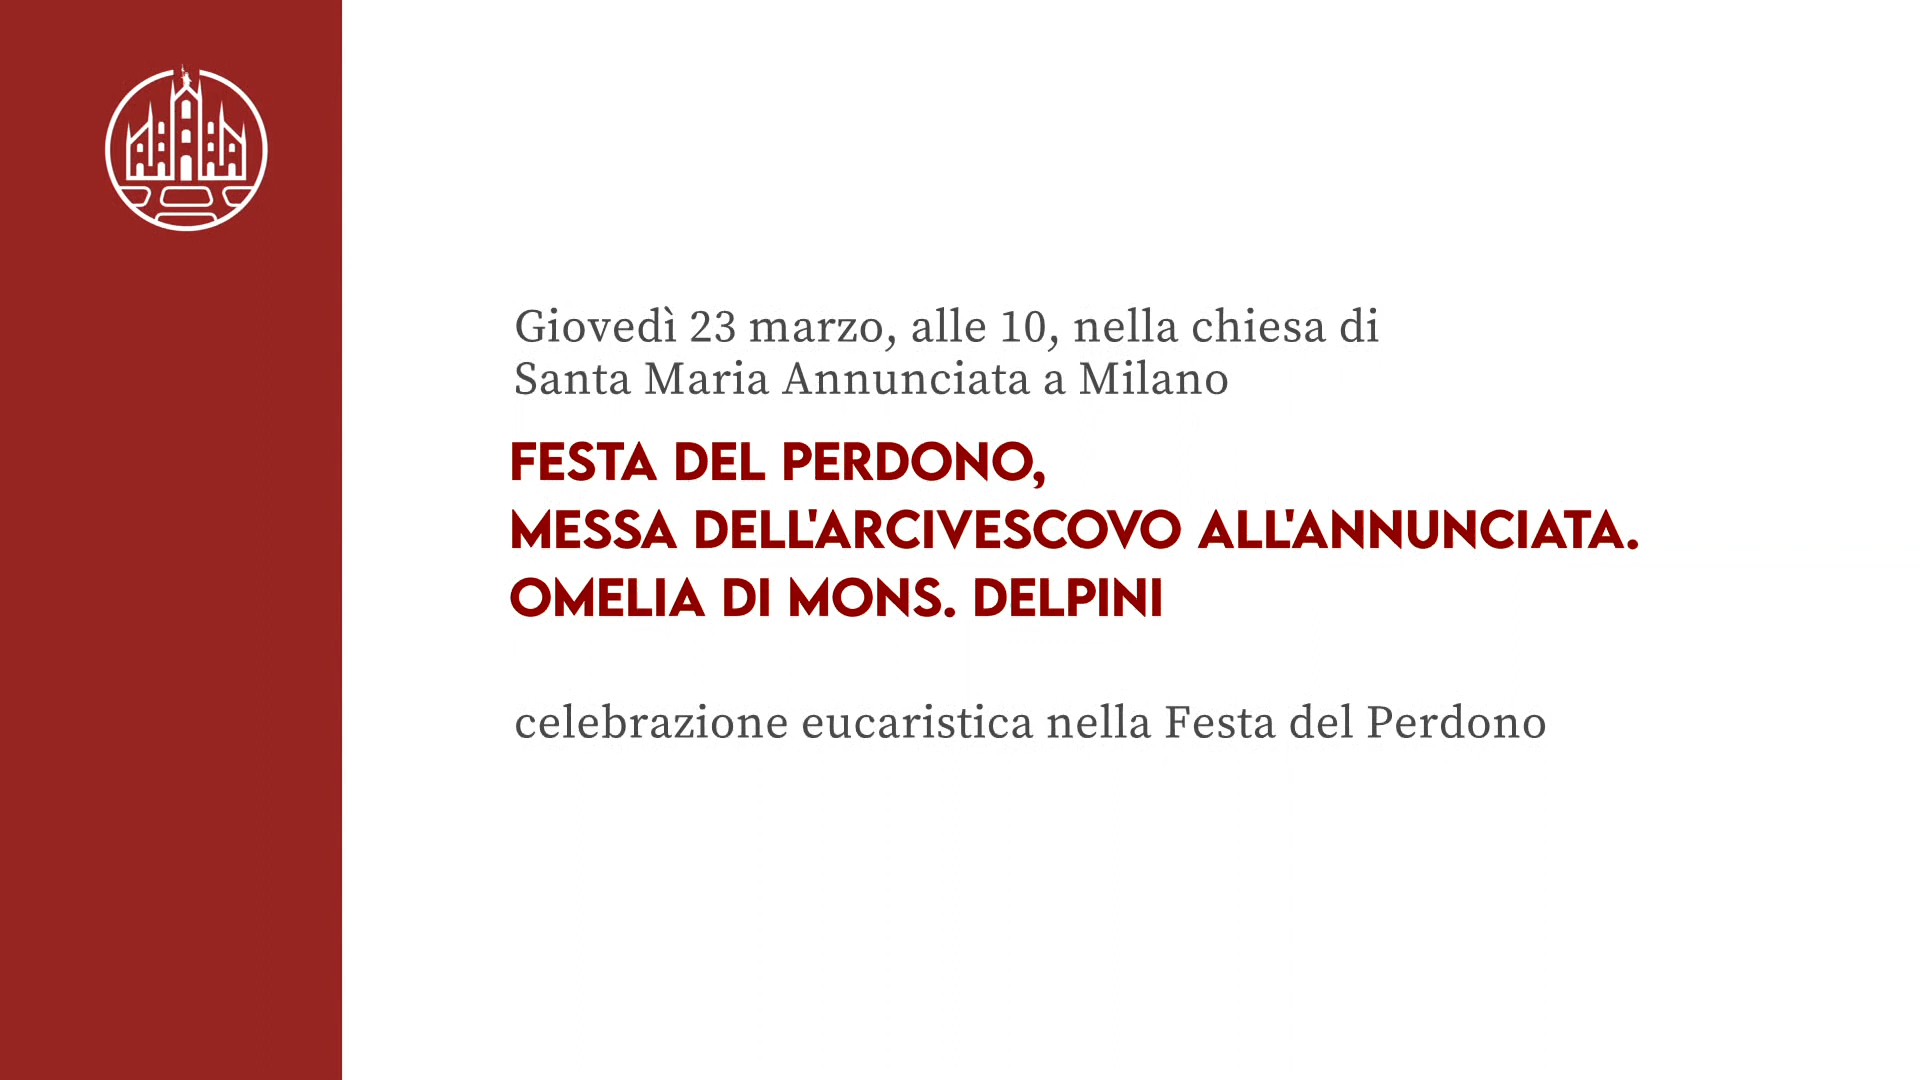 Giovedì 23 marzo, alle 10, nella chiesa di
Santa Maria Annunciata a Milano
FESTA DEL PERDONO,
MESSA DELL'ARCIVESCOVO ALL'ANNUNCIATA.
OMELIA DI MONS. DELPINI
celebrazione eucaristica nella Festa del Perdono